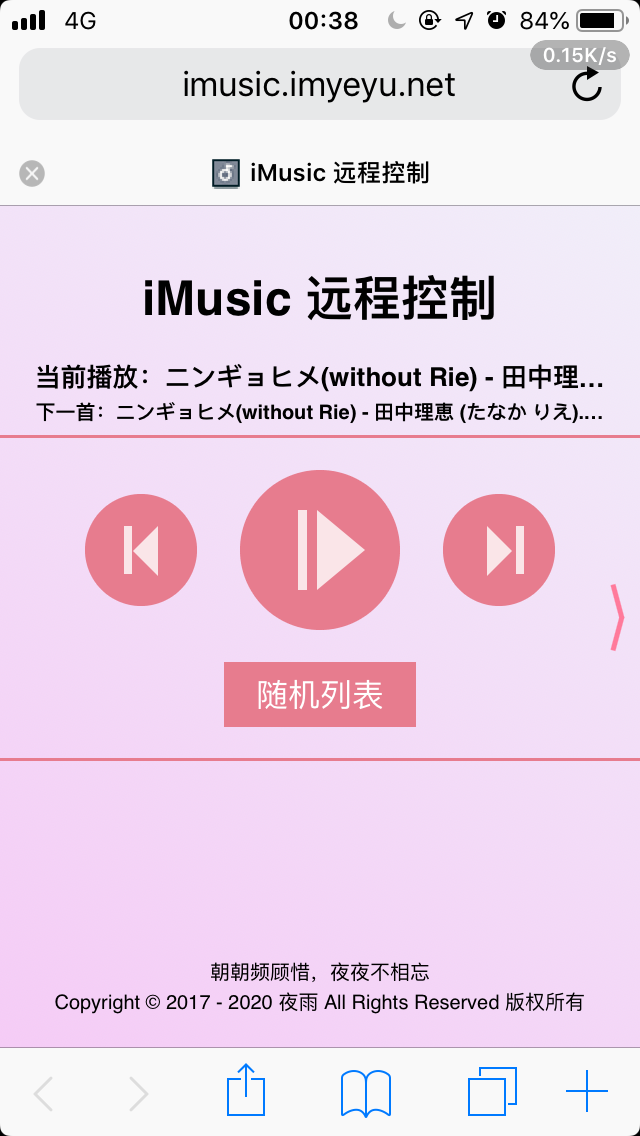 4G 00:38 84%
0.15K/s
imusic.imyeyu.net
iMusic 远程控制
iMusic 远程控制
当前播放：ニンギョヒメ(without Rie) - 田中理…
下一首：ニンギョヒメ(without Rie) - 田中理恵 (たなか りえ).…
随机列表
朝朝频顾惜，夜夜不相忘
Copyright © 2017 - 2020 夜雨 All Rights Reserved 版权所有